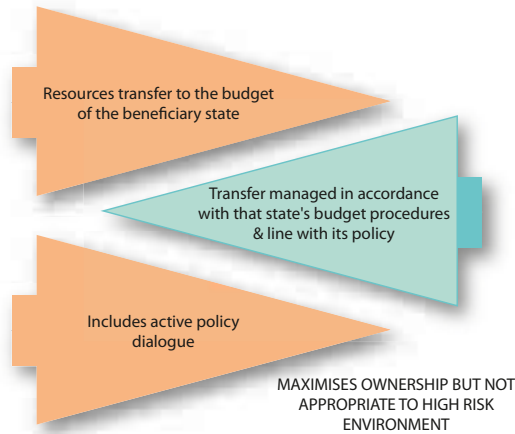 Resources transfer to the budget
of the beneficiary state
Transfer managed in accordance
with that state's budget procedures
& line with its policy
Includes active policy
dialogue
MAXIMISES OWNERSHIP BUT NOT
APPROPRIATE TO HIGH RISK
ENVIRONMENT